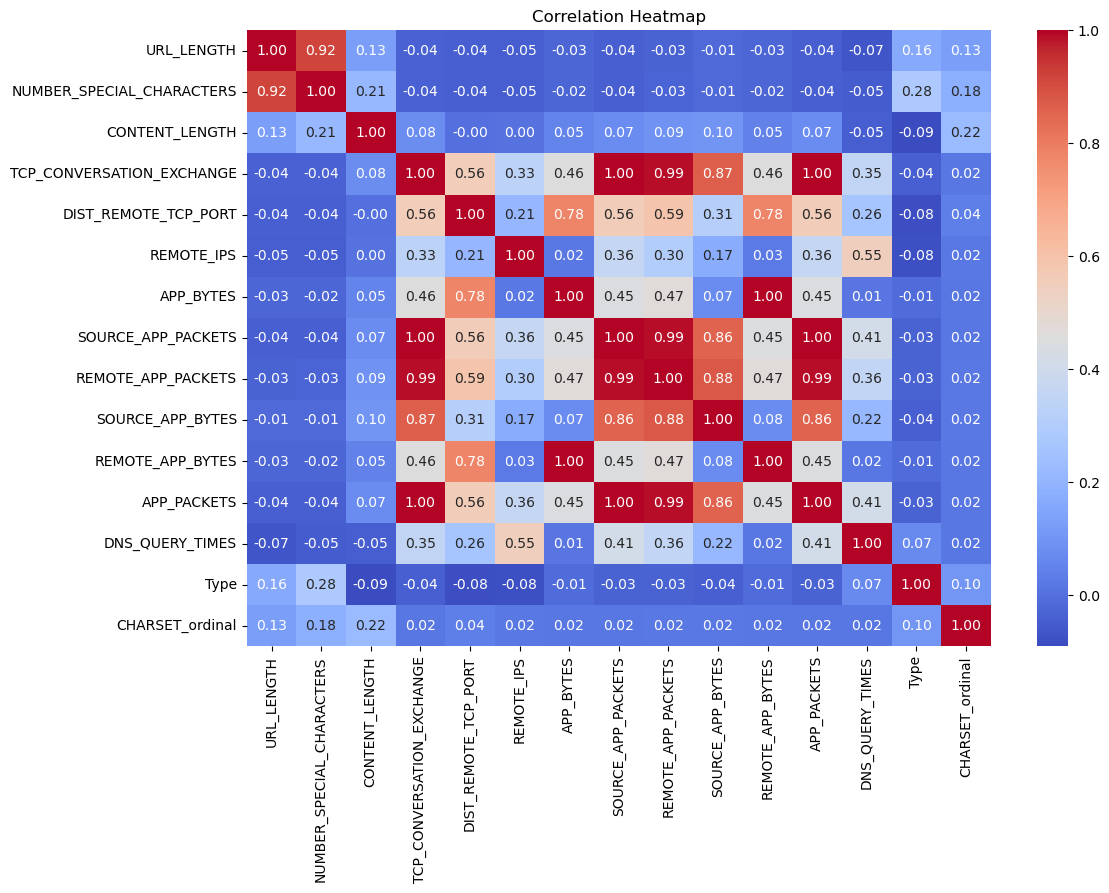 Correlation Heatmap
URL_LENGTH 1.00 0.92 0.13 -0.04 -0.04 -0.05 -0.03 -0.04 -0.03 -0.01 -0.03 -0.04 -0.07 0.16 0.13
NUMBER_SPECIAL_CHARACTERS 0.92 1.00 0.21 -0.04 -0.04 -0.05 -0.02 -0.04 -0.03 -0.01 -0.02 -0.04 -0.05 0.28 0.18
CONTENT_LENGTH 0.13 0.21 1.00 0.08 -0.00 0.00 0.05 0.07 0.09 0.10 0.05 0.07 -0.05 -0.09 0.22
TCP_CONVERSATION_EXCHANGE -0.04 -0.04 0.08 1.00 0.56 0.33 0.46 1.00 0.99 0.87 0.46 1.00 0.35 -0.04 0.02
DIST_REMOTE_TCP_PORT -0.04 -0.04 -0.00 0.56 1.00 0.21 0.78 0.56 0.59 0.31 0.78 0.56 0.26 -0.08 0.04
REMOTE_IPS -0.05 -0.05 0.00 0.33 0.21 1.00 0.02 0.36 0.30 0.17 0.03 0.36 0.55 -0.08 0.02
APP_BYTES -0.03 -0.02 0.05 0.46 0.78 0.02 1.00 0.45 0.47 0.07 1.00 0.45 0.01 -0.01 0.02
SOURCE_APP_PACKETS -0.04 -0.04 0.07 1.00 0.56 0.36 0.45 1.00 0.99 0.86 0.45 1.00 0.41 -0.03 0.02
REMOTE_APP_PACKETS -0.03 -0.03 0.09 0.99 0.59 0.30 0.47 0.99 1.00 0.88 0.47 0.99 0.36 -0.03 0.02
SOURCE_APP_BYTES -0.01 -0.01 0.10 0.87 0.31 0.17 0.07 0.86 0.88 1.00 0.08 0.86 0.22 -0.04 0.02
REMOTE_APP_BYTES -0.03 -0.02 0.05 0.46 0.78 0.03 1.00 0.45 0.47 0.08 1.00 0.45 0.02 -0.01 0.02
APP_PACKETS -0.04 -0.04 0.07 1.00 0.56 0.36 0.45 1.00 0.99 0.86 0.45 1.00 0.41 -0.03 0.02
DNS_QUERY_TIMES -0.07 -0.05 -0.05 0.35 0.26 0.55 0.01 0.41 0.36 0.22 0.02 0.41 1.00 0.07 0.02
Type 0.16 0.28 -0.09 -0.04 -0.08 -0.08 -0.01 -0.03 -0.03 -0.04 -0.01 -0.03 0.07 1.00 0.10
CHARSET_ordinal 0.13 0.18 0.22 0.02 0.04 0.02 0.02 0.02 0.02 0.02 0.02 0.02 0.02 0.10 1.00
URL_LENGTH
NUMBER_SPECIAL_CHARACTERS
CONTENT_LENGTH
TCP_CONVERSATION_EXCHANGE
DIST_REMOTE_TCP_PORT
REMOTE_IPS
APP_BYTES
SOURCE_APP_PACKETS
REMOTE_APP_PACKETS
SOURCE_APP_BYTES
REMOTE_APP_BYTES
APP_PACKETS
DNS_QUERY_TIMES
Type
CHARSET_ordinal
1.0
0.8
0.6
0.4
0.2
0.0